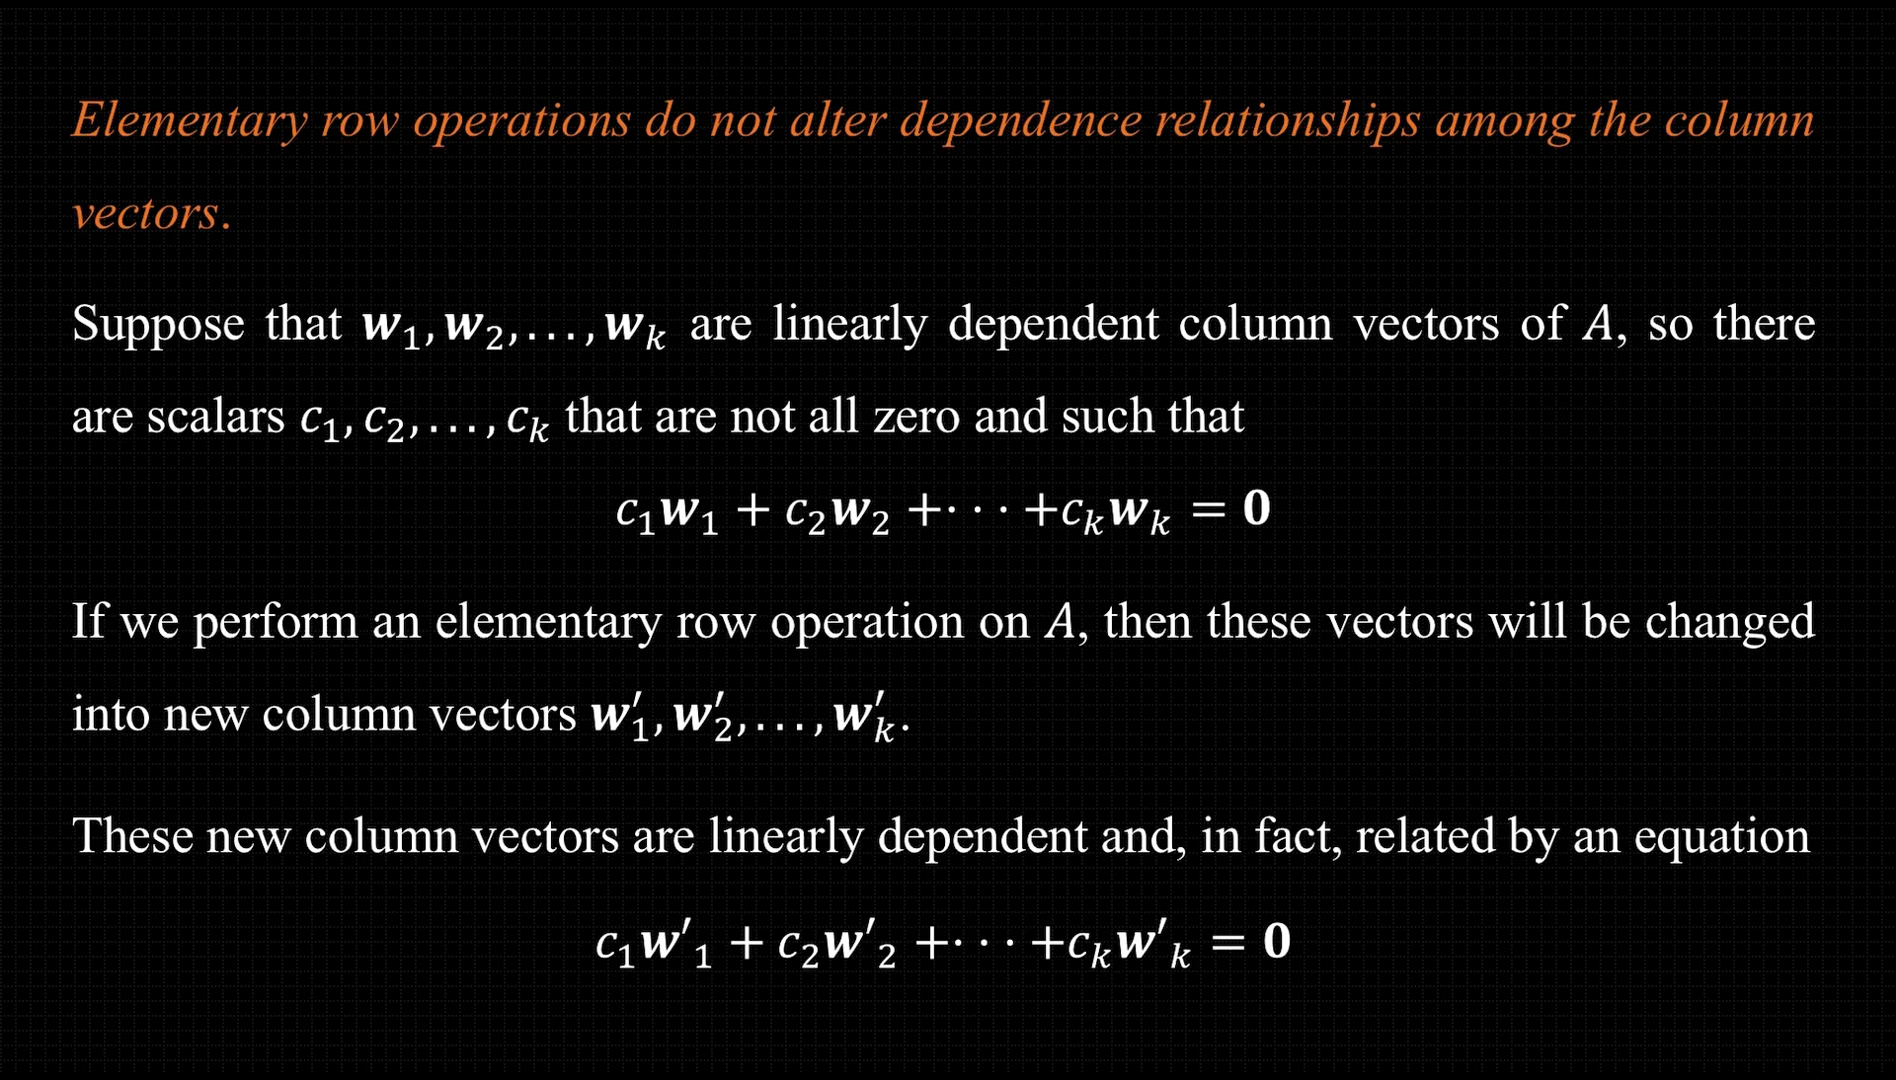 Elementary row operations do not alter dependence relationships among the column
vectors.
Suppose that 𝒘₁, 𝒘₂, . . . , 𝒘ₖ are linearly dependent column vectors of 𝐴, so there
are scalars 𝑐₁, 𝑐₂, . . . , 𝑐ₖ that are not all zero and such that
𝑐₁𝒘₁ + 𝑐₂𝒘₂ +· · · +𝑐ₖ𝒘ₖ = 𝟎
If we perform an elementary row operation on 𝐴, then these vectors will be changed
into new column vectors 𝒘′₁, 𝒘′₂, . . . , 𝒘′ₖ.
These new column vectors are linearly dependent and, in fact, related by an equation
𝑐₁𝒘′₁ + 𝑐₂𝒘′₂ +· · · +𝑐ₖ𝒘′ₖ = 𝟎